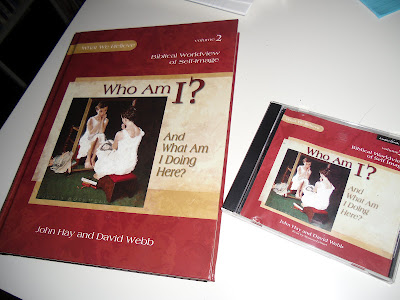 What We Believe
volume 2
Biblical Worldview
of Self-Image
Who Am I?
And
What Am
I Doing
Here?
John Hay and David Webb
Biblical Worldview
of Self Image
Who Am I?
And
What Am
I Doing
Here?
John Hay and David Webb